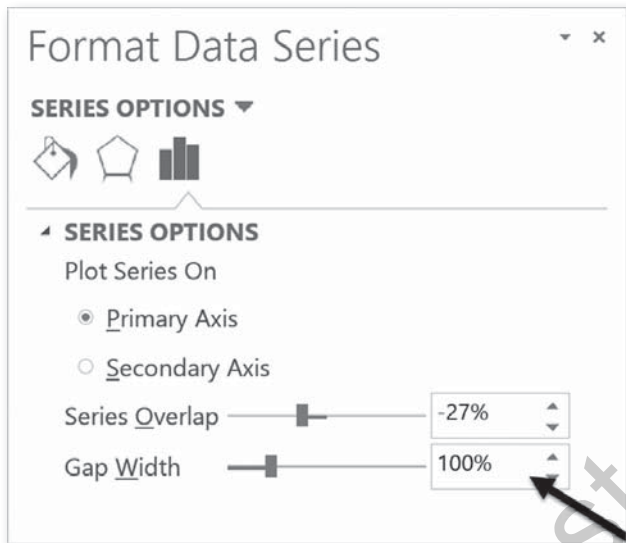 Format Data Series
SERIES OPTIONS
SERIES OPTIONS
Plot Series On
Primary Axis
Secondary Axis
Series Overlap -27%
Gap Width 100%